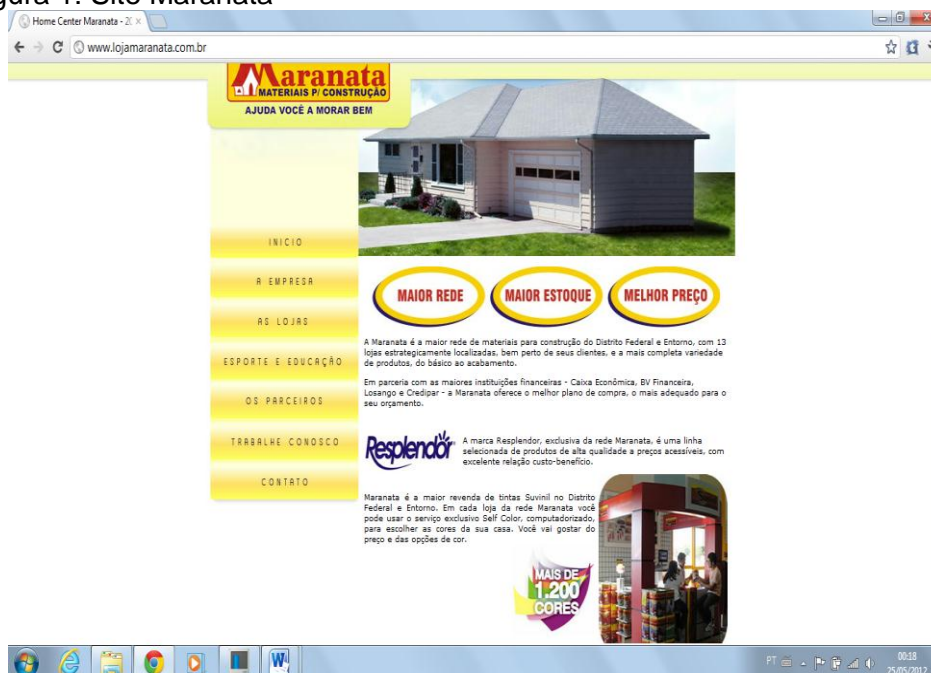 gura 1: Sito Maranata
Home Center Maranata - 2(
www.lojamaranata.com.br
Maranata
MATERIAIS P/ CONSTRUÇÃO
AJUDA VOCÊ A MORAR BEM
INICIO
A EMPRESA
AS LOJAS
ESPORTE E EDUCAÇÃO
OS PARCEIROS
TRABALHE CONOSCO
CONTATO
MAIOR REDE
MAIOR ESTOQUE
MELHOR PREÇO
A Maranata é a maior rede de materiais para construção do Distrito Federal e Entorno, com 13
lojas estrategicamente localizadas, bem perto de seus clientes, e a mais completa variedade
de produtos, do básico ao acabamento.
Em parceria com as maiores instituições financeiras - Caixa Econômica, BV Financeira,
Losango e Credipar - a Maranata oferece o melhor plano de compra, o mais adequado para o
seu orçamento.
Resplendor
A marca Resplendor, exclusiva da rede Maranata, é uma linha
selecionada de produtos de alta qualidade a preços acessíveis, com
excelente relação custo-benefício.
Maranata é a maior revenda de tintas Suvinil no Distrito
Federal e Entorno. Em cada loja da rede Maranata você
pode usar o serviço exclusivo Self Color, computadorizado,
para escolher as cores da sua casa. Você vai gostar do
preço e das opções de cor.
MAIS DE
1.200
CORES
PT
00:18
25/05/2012